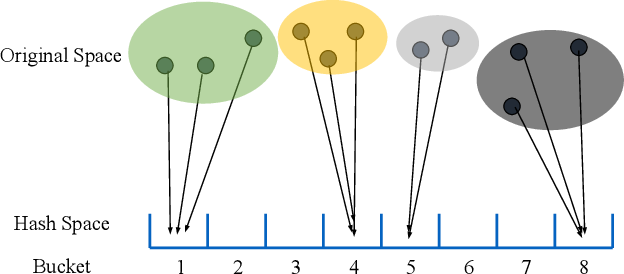 Original Space
Hash Space
Bucket 1 2 3 4 5 6 7 8